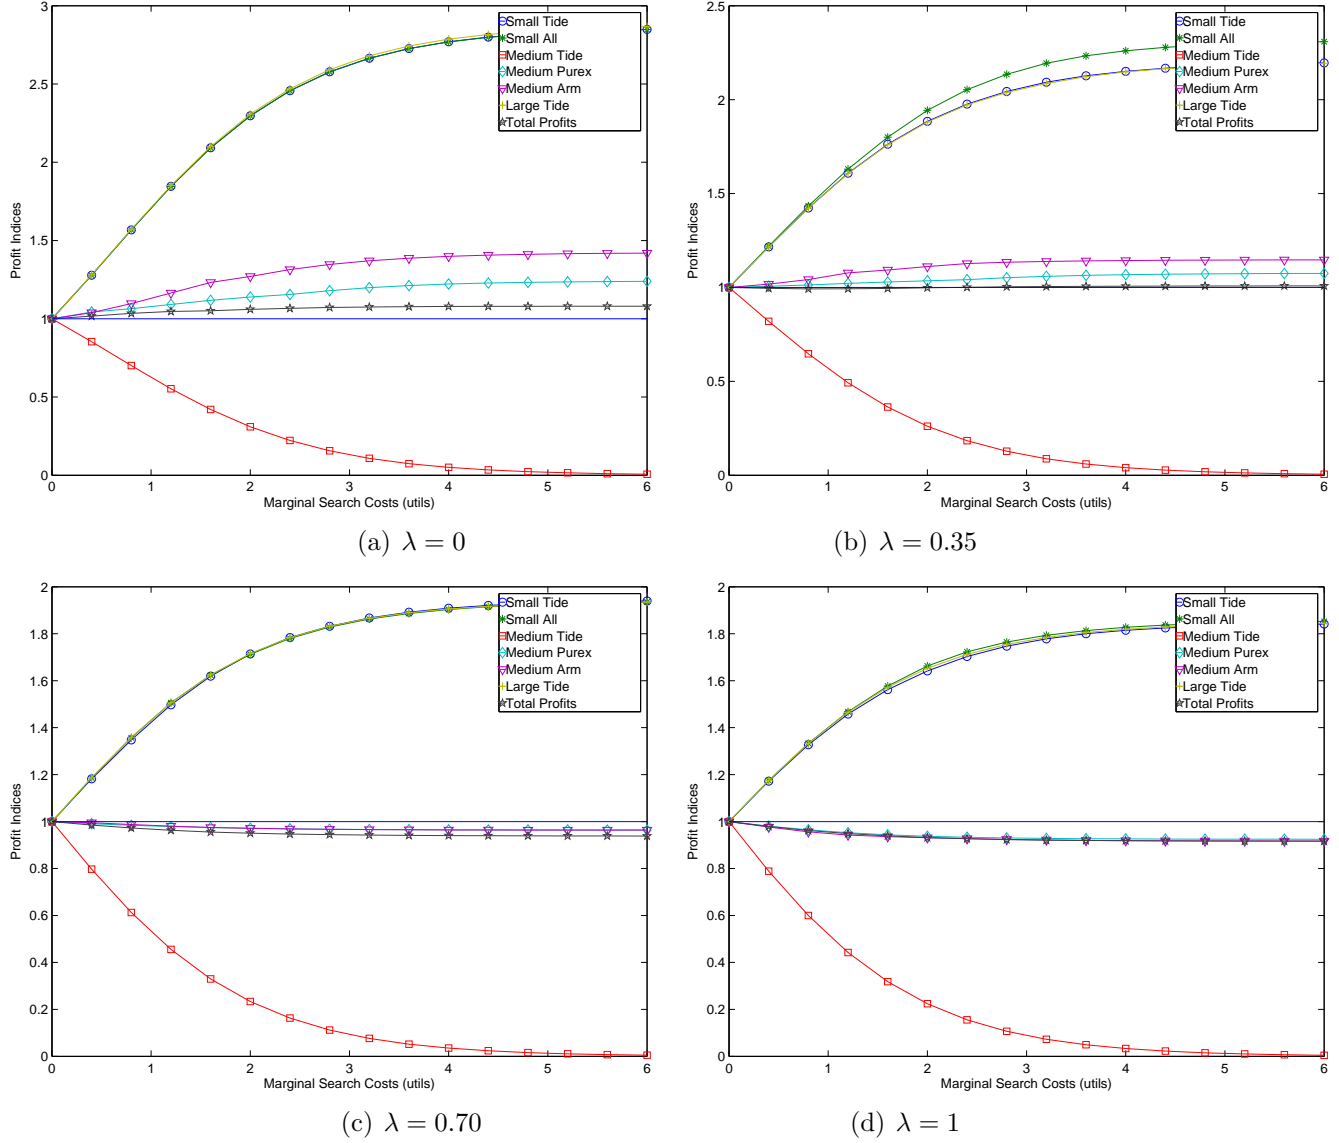 3
2.5
2
1.5
1
0.5
0
Profit Indices
0 1 2 3 4 5 6
Marginal Search Costs (utils)
Small Tide
Small All
Medium Tide
Medium Purex
Medium Arm
Large Tide
Total Profits
(a) λ = 0
2.5
2
1.5
1
0.5
0
Profit Indices
0 1 2 3 4 5 6
Marginal Search Costs (utils)
Small Tide
Small All
Medium Tide
Medium Purex
Medium Arm
Large Tide
Total Profits
(b) λ = 0.35
2
1.8
1.6
1.4
1.2
1
0.8
0.6
0.4
0.2
0
Profit Indices
0 1 2 3 4 5 6
Marginal Search Costs (utils)
Small Tide
Small All
Medium Tide
Medium Purex
Medium Arm
Large Tide
Total Profits
(c) λ = 0.70
2
1.8
1.6
1.4
1.2
1
0.8
0.6
0.4
0.2
0
Profit Indices
0 1 2 3 4 5 6
Marginal Search Costs (utils)
Small Tide
Small All
Medium Tide
Medium Purex
Medium Arm
Large Tide
Total Profits
(d) λ = 1